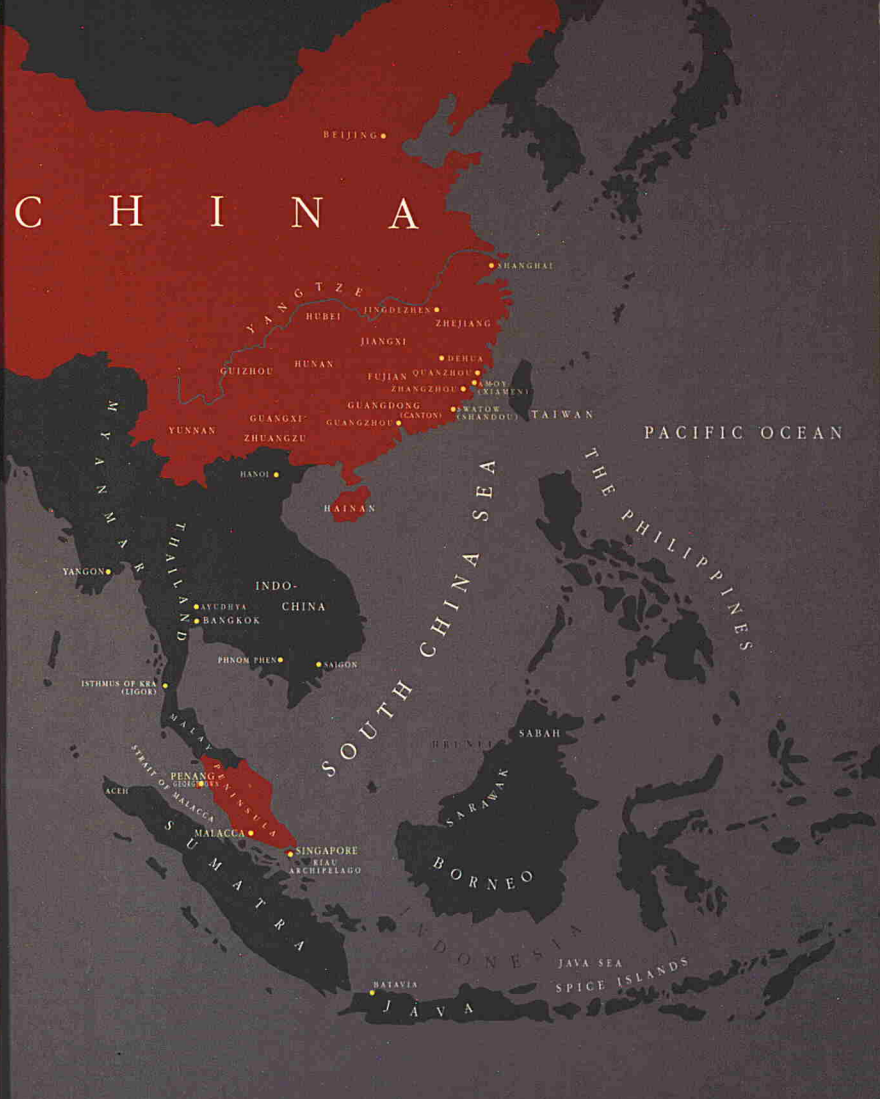 BEIJING
CHINA
SHANGHAI
YANGTZE
JINGDEZHEN
HUBEI
ZHEJIANG
JIANGXI
DEHUA
HUNAN
GUIZHOU
QUANZHOU
FUJIAN
AMOY
(XIAMEN)
ZHANGZHOU
GUANGDONG
SWATOW
(SHANDOU)
(CANTON)
TAIWAN
GUANGXI
ZHUANGZU
GUANGZHOU
YUNNAN
PACIFIC OCEAN
MYANMAR
HANOI
HAINAN
SOUTH CHINA SEA
THE PHILIPPINES
THAILAND
YANGON
INDO-
CHINA
AYUDHYA
BANGKOK
PHNOM PHEN
SAIGON
ISTHMUS OF KRA
(LIGOR)
MALAY PENINSULA
BRUNEI
SABAH
STRAIT OF MALACCA
PENANG
GEORGETOWN
ACEH
SARAWAK
MALACCA
SUMATRA
SINGAPORE
RIAU
ARCHIPELAGO
BORNEO
INDONESIA
JAVA SEA
SPICE ISLANDS
BATAVIA
JAVA